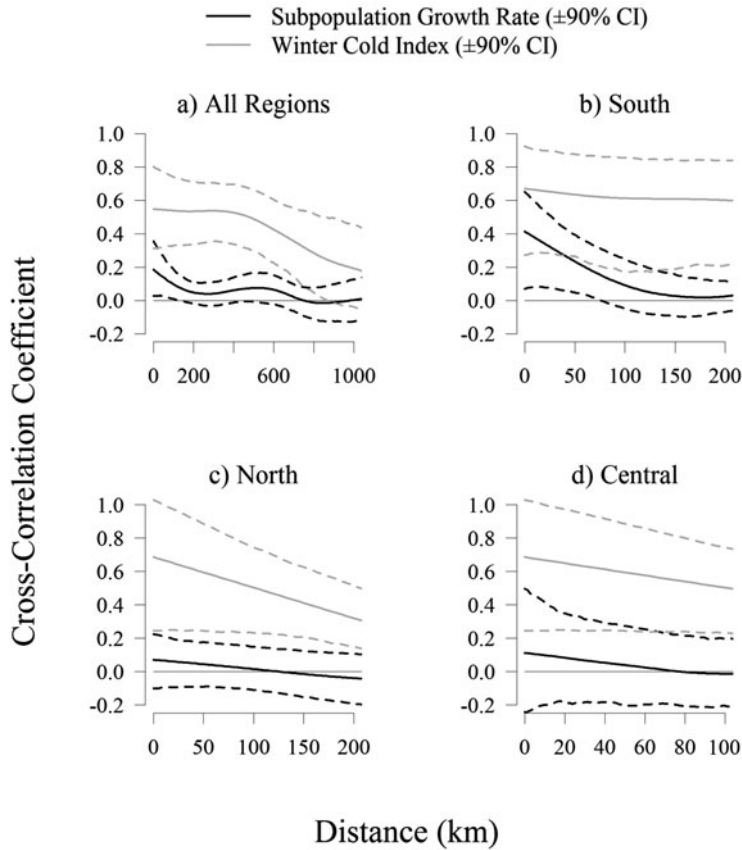 Subpopulation Growth Rate (±90% CI)
Winter Cold Index (±90% CI)
a) All Regions
b) South
1.0
0.8
0.6
0.4
0.2
0.0
-0.2
0 200 600 1000
1.0
0.8
0.6
0.4
0.2
0.0
-0.2
0 50 100 150 200
Cross-Correlation Coefficient
c) North
d) Central
1.0
0.8
0.6
0.4
0.2
0.0
-0.2
0 50 100 150 200
1.0
0.8
0.6
0.4
0.2
0.0
-0.2
0 20 40 60 80 100
Distance (km)